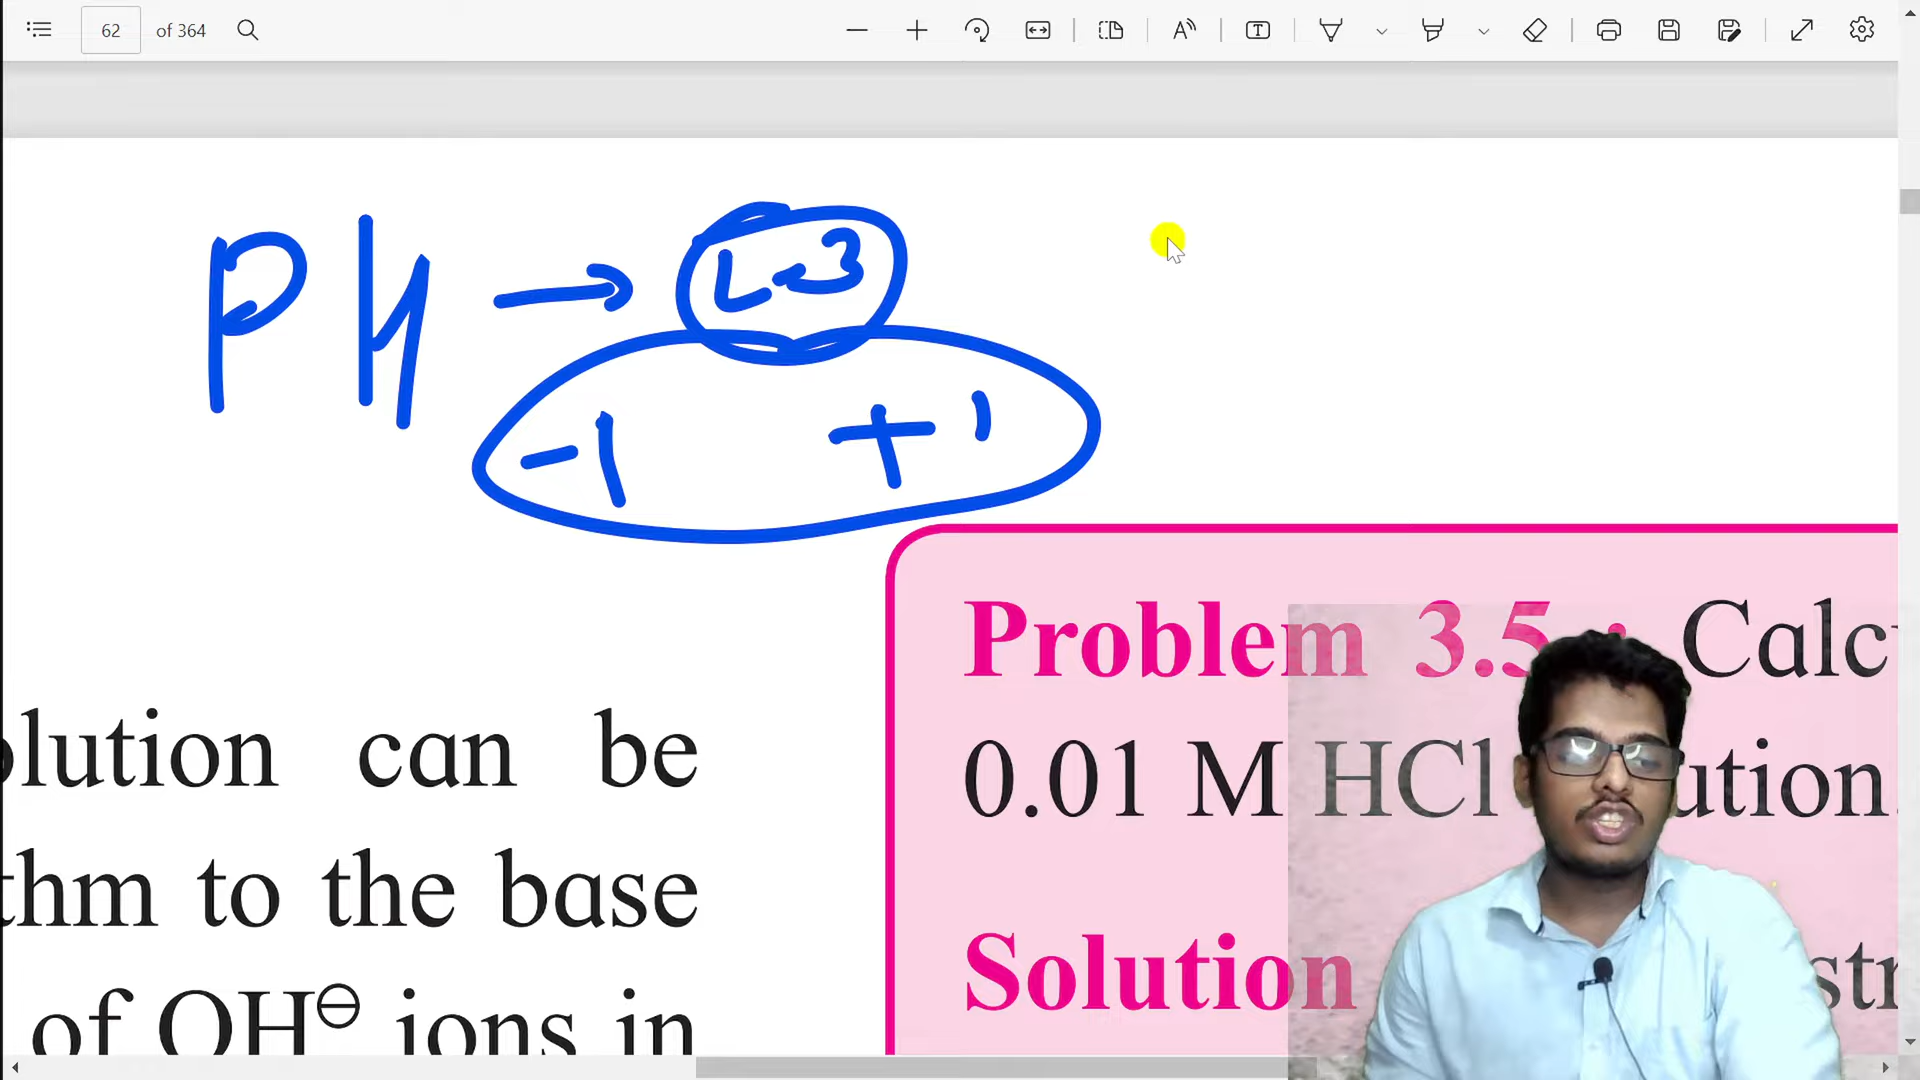 62 of 364
PH → L-3
-1 +1
Problem 3.5 : Calc
0.01 M HCl ution.
Solution str
olution can be
thm to the base
of OH⊖ ions in